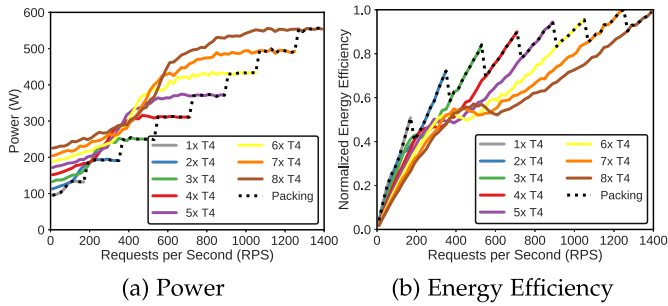 600
500
400
300
200
100
0
0 200 400 600 800 1000 1200 1400
Power (W)
Requests per Second (RPS)
1x T4
2x T4
3x T4
4x T4
5x T4
6x T4
7x T4
8x T4
Packing
(a) Power
1.0
0.8
0.6
0.4
0.2
0.0
0 200 400 600 800 1000 1200 1400
Normalized Energy Efficiency
Requests per Second (RPS)
1x T4
2x T4
3x T4
4x T4
5x T4
6x T4
7x T4
8x T4
Packing
(b) Energy Efficiency